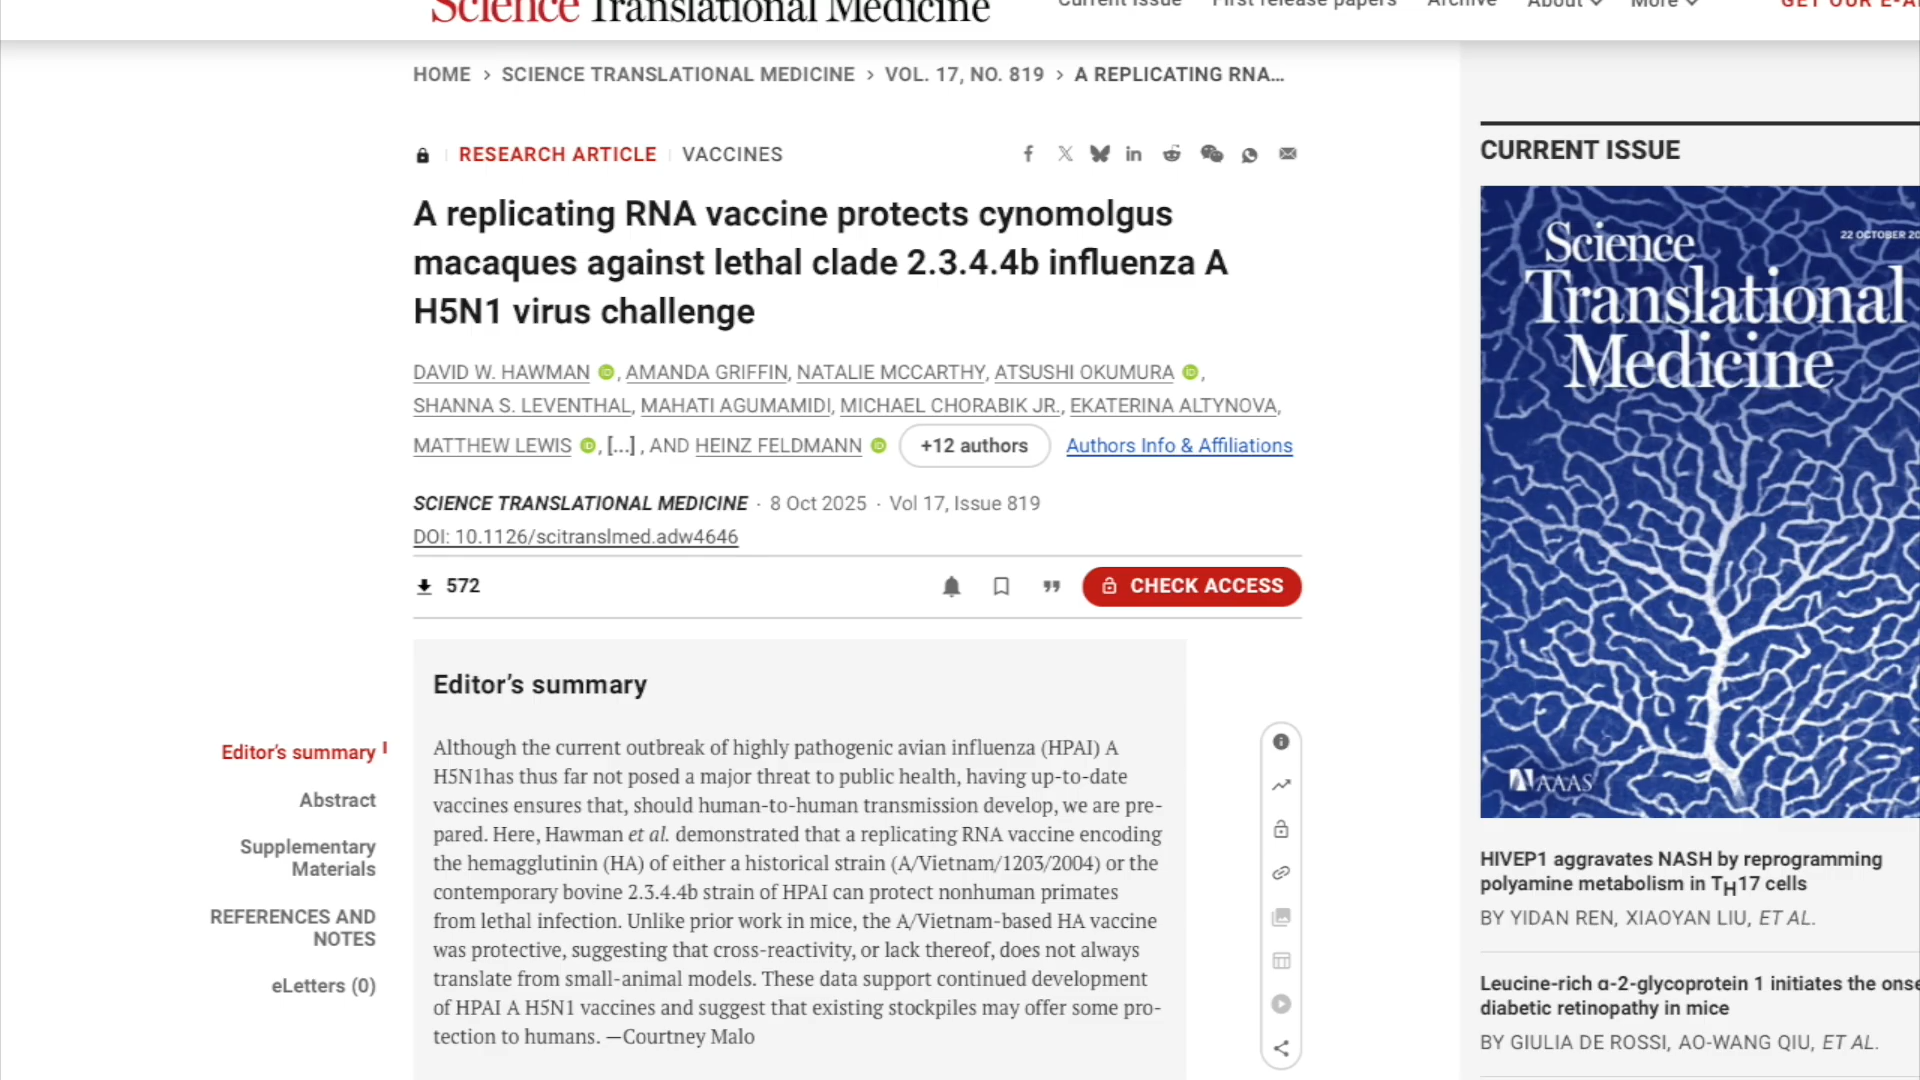 Science Translational Medicine
Current Issue First release papers Archive About More
GET OUR E-A
HOME > SCIENCE TRANSLATIONAL MEDICINE > VOL. 17, NO. 819 > A REPLICATING RNA...
RESEARCH ARTICLE VACCINES
A replicating RNA vaccine protects cynomolgus
macaques against lethal clade 2.3.4.4b influenza A
H5N1 virus challenge
DAVID W. HAWMAN, AMANDA GRIFFIN, NATALIE MCCARTHY, ATSUSHI OKUMURA,
SHANNA S. LEVENTHAL, MAHATI AGUMAMIDI, MICHAEL CHORABIK JR., EKATERINA ALTYNOVA,
MATTHEW LEWIS, [...], AND HEINZ FELDMANN +12 authors Authors Info & Affiliations
SCIENCE TRANSLATIONAL MEDICINE · 8 Oct 2025 · Vol 17, Issue 819
DOI: 10.1126/scitranslmed.adw4646
572
CHECK ACCESS
Editor's summary
Abstract
Supplementary
Materials
REFERENCES AND
NOTES
eLetters (0)
Editor's summary
Although the current outbreak of highly pathogenic avian influenza (HPAI) A
H5N1has thus far not posed a major threat to public health, having up-to-date
vaccines ensures that, should human-to-human transmission develop, we are pre-
pared. Here, Hawman et al. demonstrated that a replicating RNA vaccine encoding
the hemagglutinin (HA) of either a historical strain (A/Vietnam/1203/2004) or the
contemporary bovine 2.3.4.4b strain of HPAI can protect nonhuman primates
from lethal infection. Unlike prior work in mice, the A/Vietnam-based HA vaccine
was protective, suggesting that cross-reactivity, or lack thereof, does not always
translate from small-animal models. These data support continued development
of HPAI A H5N1 vaccines and suggest that existing stockpiles may offer some pro-
tection to humans. —Courtney Malo
CURRENT ISSUE
22 OCTOBER 20
Science
Translational
Medicine
AAAS
HIVEP1 aggravates NASH by reprogramming
polyamine metabolism in TH17 cells
BY YIDAN REN, XIAOYAN LIU, ET AL.
Leucine-rich α-2-glycoprotein 1 initiates the onse
diabetic retinopathy in mice
BY GIULIA DE ROSSI, AO-WANG QIU, ET AL.